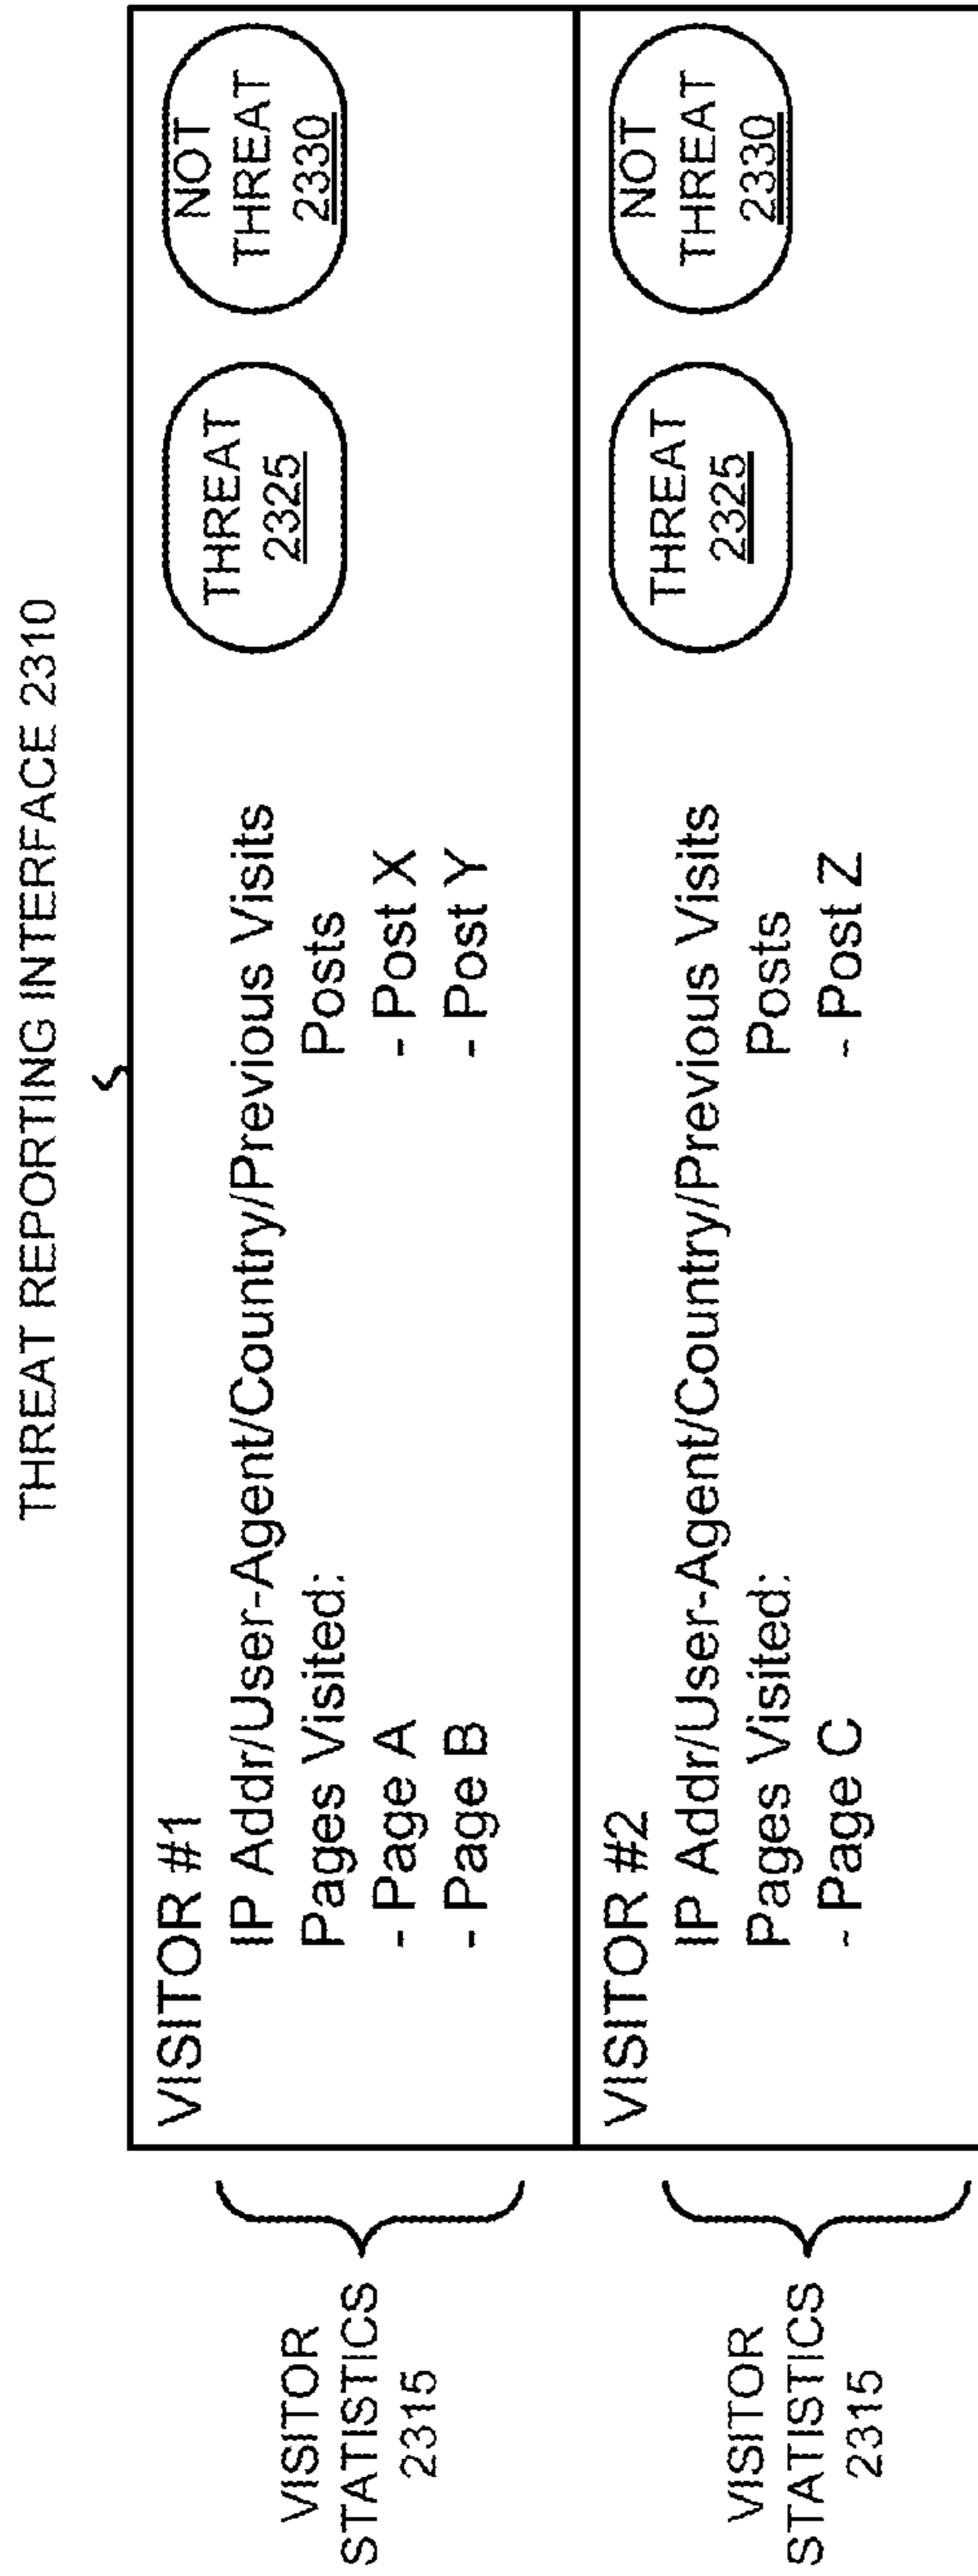 THREAT REPORTING INTERFACE 2310
VISITOR #1
IP Addr/User-Agent/Country/Previous Visits
Pages Visited: Posts
- Page A - Post X
- Page B - Post Y
THREAT
2325
NOT
THREAT
2330
VISITOR
STATISTICS
2315
VISITOR #2
IP Addr/User-Agent/Country/Previous Visits
Pages Visited: Posts
- Page C - Post Z
THREAT
2325
NOT
THREAT
2330
VISITOR
STATISTICS
2315